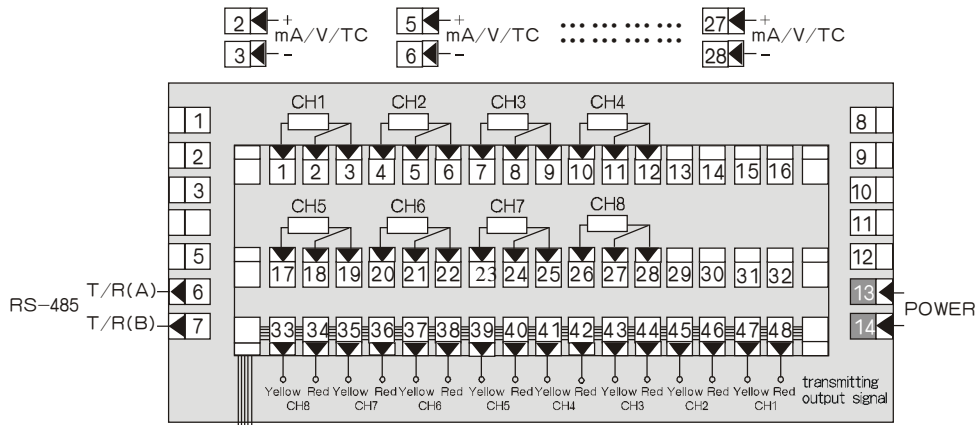 2 + 5 + 27 +
mA/V/TC mA/V/TC mA/V/TC
3 - 6 - 28 -
CH1 CH2 CH3 CH4
1 8
2 9
1 2 3 4 5 6 7 8 9 10 11 12 13 14 15 16
3 10
CH5 CH6 CH7 CH8
11
5 12
17 18 19 20 21 22 23 24 25 26 27 28 29 30 31 32
RS-485 T/R(A) 6 13 POWER
T/R(B) 7 14
33 34 35 36 37 38 39 40 41 42 43 44 45 46 47 48
Yellow Red Yellow Red Yellow Red Yellow Red Yellow Red Yellow Red Yellow Red Yellow Red
CH8 CH7 CH6 CH5 CH4 CH3 CH2 CH1
transmitting
output signal